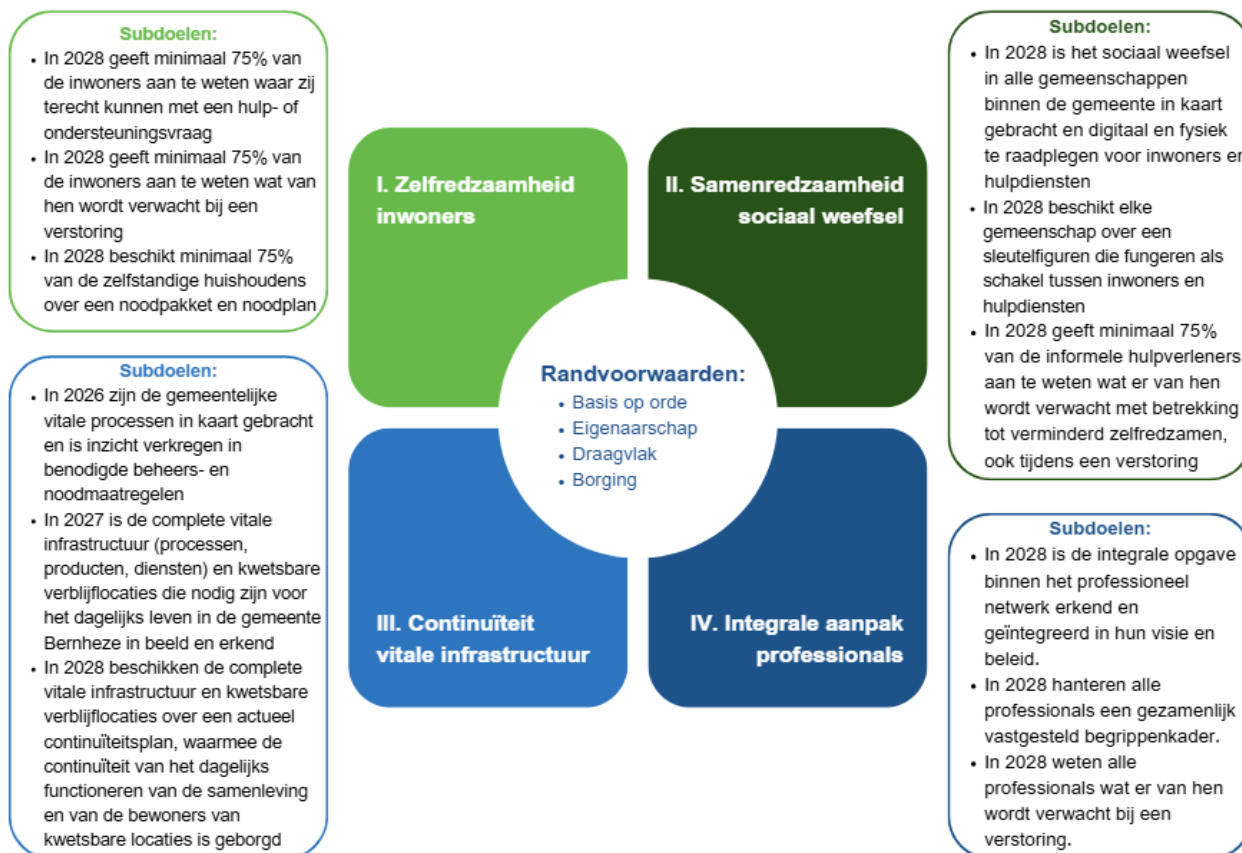 Subdoelen:
• In 2028 geeft minimaal 75% van
de inwoners aan te weten waar zij
terecht kunnen met een hulp- of
ondersteuningsvraag
• In 2028 geeft minimaal 75% van
de inwoners aan te weten wat van
hen wordt verwacht bij een
verstoring
• In 2028 beschikt minimaal 75%
van de zelfstandige huishoudens
over een noodpakket en noodplan
I. Zelfredzaamheid
inwoners
II. Samenredzaamheid
sociaal weefsel
Subdoelen:
• In 2028 is het sociaal weefsel
in alle gemeenschappen
binnen de gemeente in kaart
gebracht en digitaal en fysiek
te raadplegen voor inwoners en
hulpdiensten
• In 2028 beschikt elke
gemeenschap over een
sleutelfiguren die fungeren als
schakel tussen inwoners en
hulpdiensten
• In 2028 geeft minimaal 75%
van de informele hulpverleners
aan te weten wat er van hen
wordt verwacht met betrekking
tot verminderd zelfredzamen,
ook tijdens een verstoring
Randvoorwaarden:
• Basis op orde
• Eigenaarschap
• Draagvlak
• Borging
Subdoelen:
• In 2026 zijn de gemeentelijke
vitale processen in kaart gebracht
en is inzicht verkregen in
benodigde beheers- en
noodmaatregelen
• In 2027 is de complete vitale
infrastructuur (processen,
producten, diensten) en kwetsbare
verblijflocaties die nodig zijn voor
het dagelijks leven in de gemeente
Bernheze in beeld en erkend
• In 2028 beschikken de complete
vitale infrastructuur en kwetsbare
verblijflocaties over een actueel
continuïteitsplan, waarmee de
continuïteit van het dagelijks
functioneren van de samenleving
en van de bewoners van
kwetsbare locaties is geborgd
III. Continuïteit
vitale infrastructuur
IV. Integrale aanpak
professionals
Subdoelen:
• In 2028 is de integrale opgave
binnen het professioneel
netwerk erkend en
geïntegreerd in hun visie en
beleid.
• In 2028 hanteren alle
professionals een gezamenlijk
vastgesteld begrippenkader.
• In 2028 weten alle
professionals wat er van hen
wordt verwacht bij een
verstoring.